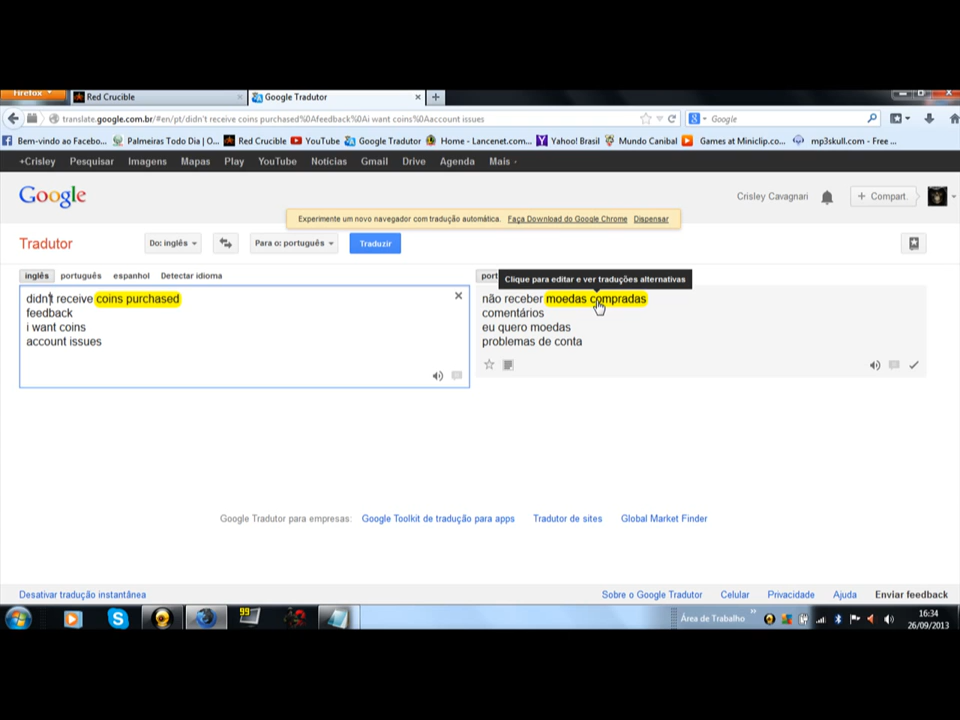 Firefox
Red Crucible
Google Tradutor
translate.google.com.br/#en/pt/didn't receive coins purchased%0Afeedback%0Ai want coins%0Aaccount issues
Google
Bem-vindo ao Facebo... Palmeiras Todo Dia | O... Red Crucible YouTube Google Tradutor Home - Lancenet.com... Yahoo! Brasil Mundo Canibal Games at Miniclip.co... mp3skull.com - Free ...
+Crisley Pesquisar Imagens Mapas Play YouTube Notícias Gmail Drive Agenda Mais
Google
Crisley Cavagnari
+ Compart.
Experimente um novo navegador com tradução automática. Faça Download do Google Chrome Dispensar
Tradutor
Do: inglês
Para o: português
Traduzir
inglês português espanhol Detectar idioma
port
Clique para editar e ver traduções alternativas
didn't receive coins purchased
feedback
i want coins
account issues
não receber moedas compradas
comentários
eu quero moedas
problemas de conta
Google Tradutor para empresas: Google Toolkit de tradução para apps Tradutor de sites Global Market Finder
Desativar tradução instantânea
Sobre o Google Tradutor Celular Privacidade Ajuda Enviar feedback
99
Área de Trabalho
16:34
26/09/2013